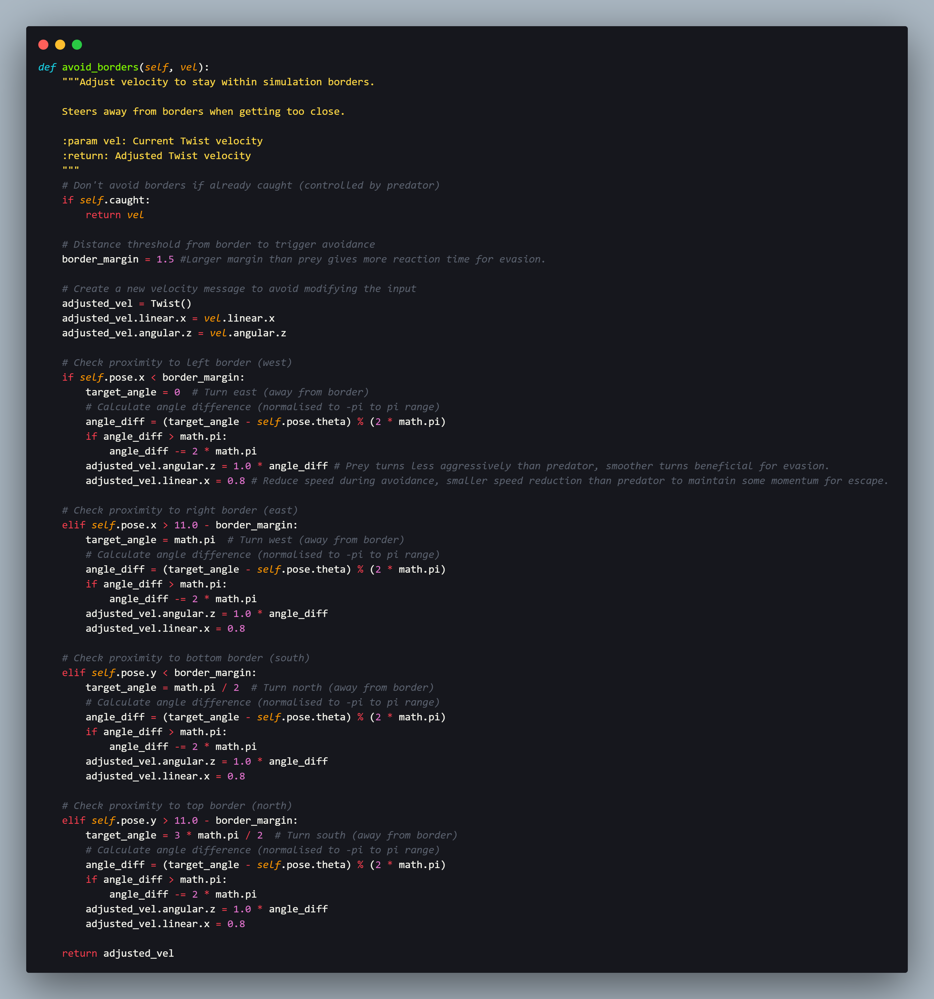 def avoid_borders(self, vel):
    """Adjust velocity to stay within simulation borders.

    Steers away from borders when getting too close.

    :param vel: Current Twist velocity
    :return: Adjusted Twist velocity
    """
    # Don't avoid borders if already caught (controlled by predator)
    if self.caught:
        return vel

    # Distance threshold from border to trigger avoidance
    border_margin = 1.5 #Larger margin than prey gives more reaction time for evasion.

    # Create a new velocity message to avoid modifying the input
    adjusted_vel = Twist()
    adjusted_vel.linear.x = vel.linear.x
    adjusted_vel.angular.z = vel.angular.z

    # Check proximity to left border (west)
    if self.pose.x < border_margin:
        target_angle = 0  # Turn east (away from border)
        # Calculate angle difference (normalised to -pi to pi range)
        angle_diff = (target_angle - self.pose.theta) % (2 * math.pi)
        if angle_diff > math.pi:
            angle_diff -= 2 * math.pi
        adjusted_vel.angular.z = 1.0 * angle_diff # Prey turns less aggressively than predator, smoother turns beneficial for evasion.
        adjusted_vel.linear.x = 0.8 # Reduce speed during avoidance, smaller speed reduction than predator to maintain some momentum for escape.

    # Check proximity to right border (east)
    elif self.pose.x > 11.0 - border_margin:
        target_angle = math.pi  # Turn west (away from border)
        # Calculate angle difference (normalised to -pi to pi range)
        angle_diff = (target_angle - self.pose.theta) % (2 * math.pi)
        if angle_diff > math.pi:
            angle_diff -= 2 * math.pi
        adjusted_vel.angular.z = 1.0 * angle_diff
        adjusted_vel.linear.x = 0.8

    # Check proximity to bottom border (south)
    elif self.pose.y < border_margin:
        target_angle = math.pi / 2  # Turn north (away from border)
        # Calculate angle difference (normalised to -pi to pi range)
        angle_diff = (target_angle - self.pose.theta) % (2 * math.pi)
        if angle_diff > math.pi:
            angle_diff -= 2 * math.pi
        adjusted_vel.angular.z = 1.0 * angle_diff
        adjusted_vel.linear.x = 0.8

    # Check proximity to top border (north)
    elif self.pose.y > 11.0 - border_margin:
        target_angle = 3 * math.pi / 2  # Turn south (away from border)
        # Calculate angle difference (normalised to -pi to pi range)
        angle_diff = (target_angle - self.pose.theta) % (2 * math.pi)
        if angle_diff > math.pi:
            angle_diff -= 2 * math.pi
        adjusted_vel.angular.z = 1.0 * angle_diff
        adjusted_vel.linear.x = 0.8

    return adjusted_vel